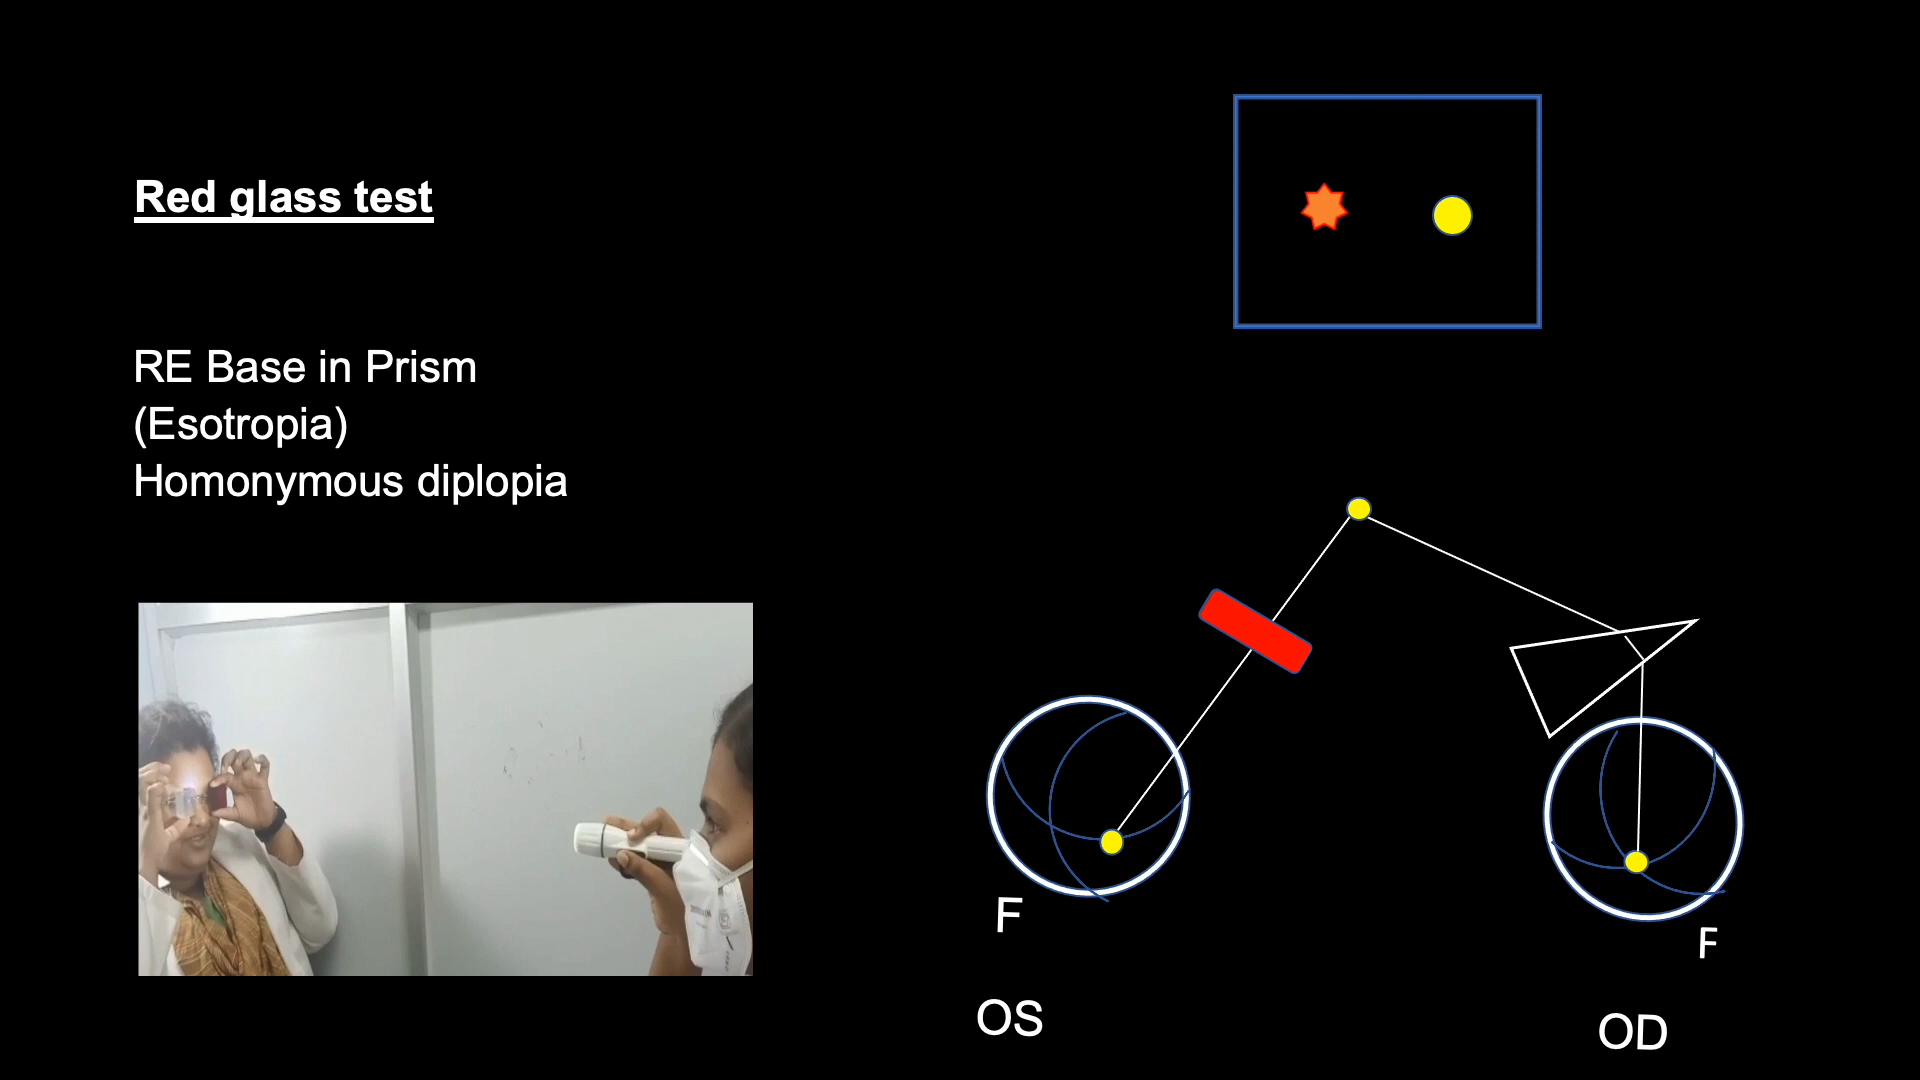 Red glass test
RE Base in Prism
(Esotropia)
Homonymous diplopia
F
F
OS
OD